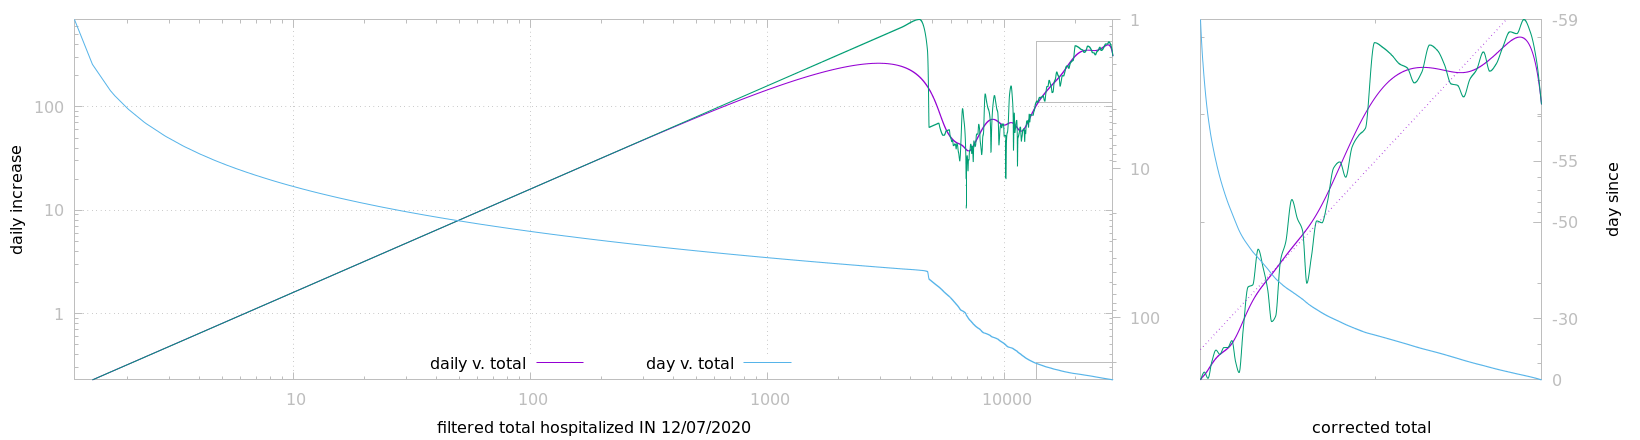 1
-59
100
daily increase
10
-55
10
-50
day since
1
100
-30
daily v. total
day v. total
0
10
100
1000
10000
filtered total hospitalized IN 12/07/2020
corrected total